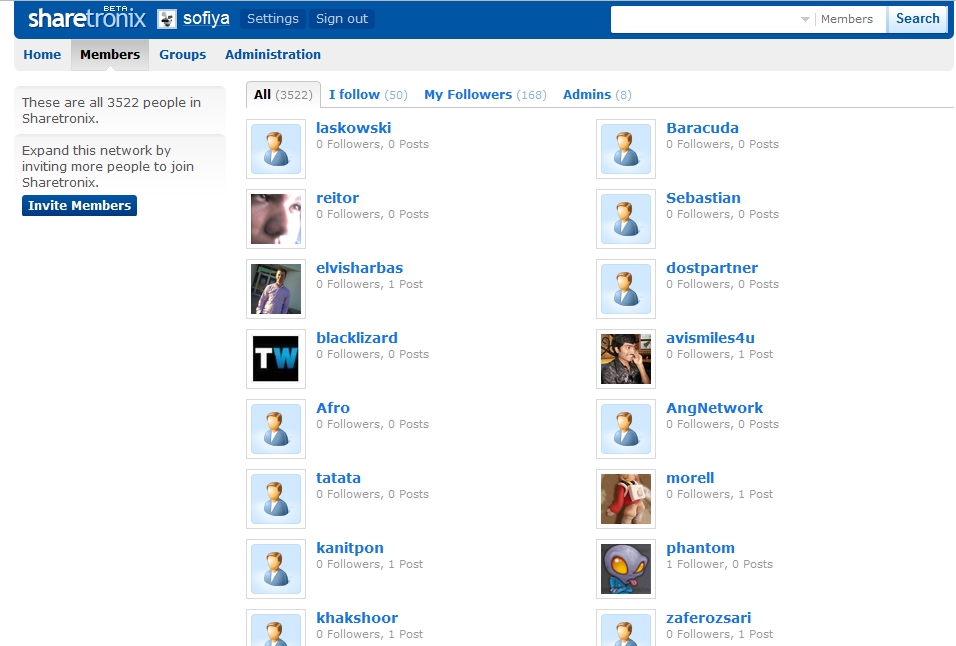 sharetronix BETA sofiya Settings Sign out Members Search
Home Members Groups Administration
These are all 3522 people in
Sharetronix.
Expand this network by
inviting more people to join
Sharetronix.
Invite Members
All (3522) I follow (50) My Followers (168) Admins (8)
laskowski
0 Followers, 0 Posts
Baracuda
0 Followers, 0 Posts
reitor
0 Followers, 0 Posts
Sebastian
0 Followers, 0 Posts
elvisharbas
0 Followers, 1 Post
dostpartner
0 Followers, 0 Posts
TW
blacklizard
0 Followers, 0 Posts
avismiles4u
0 Followers, 1 Post
Afro
0 Followers, 0 Posts
AngNetwork
0 Followers, 0 Posts
tatata
0 Followers, 0 Posts
morell
0 Followers, 1 Post
kanitpon
0 Followers, 1 Post
phantom
1 Follower, 0 Posts
khakshoor
0 Followers, 1 Post
zaferozsari
0 Followers, 1 Post